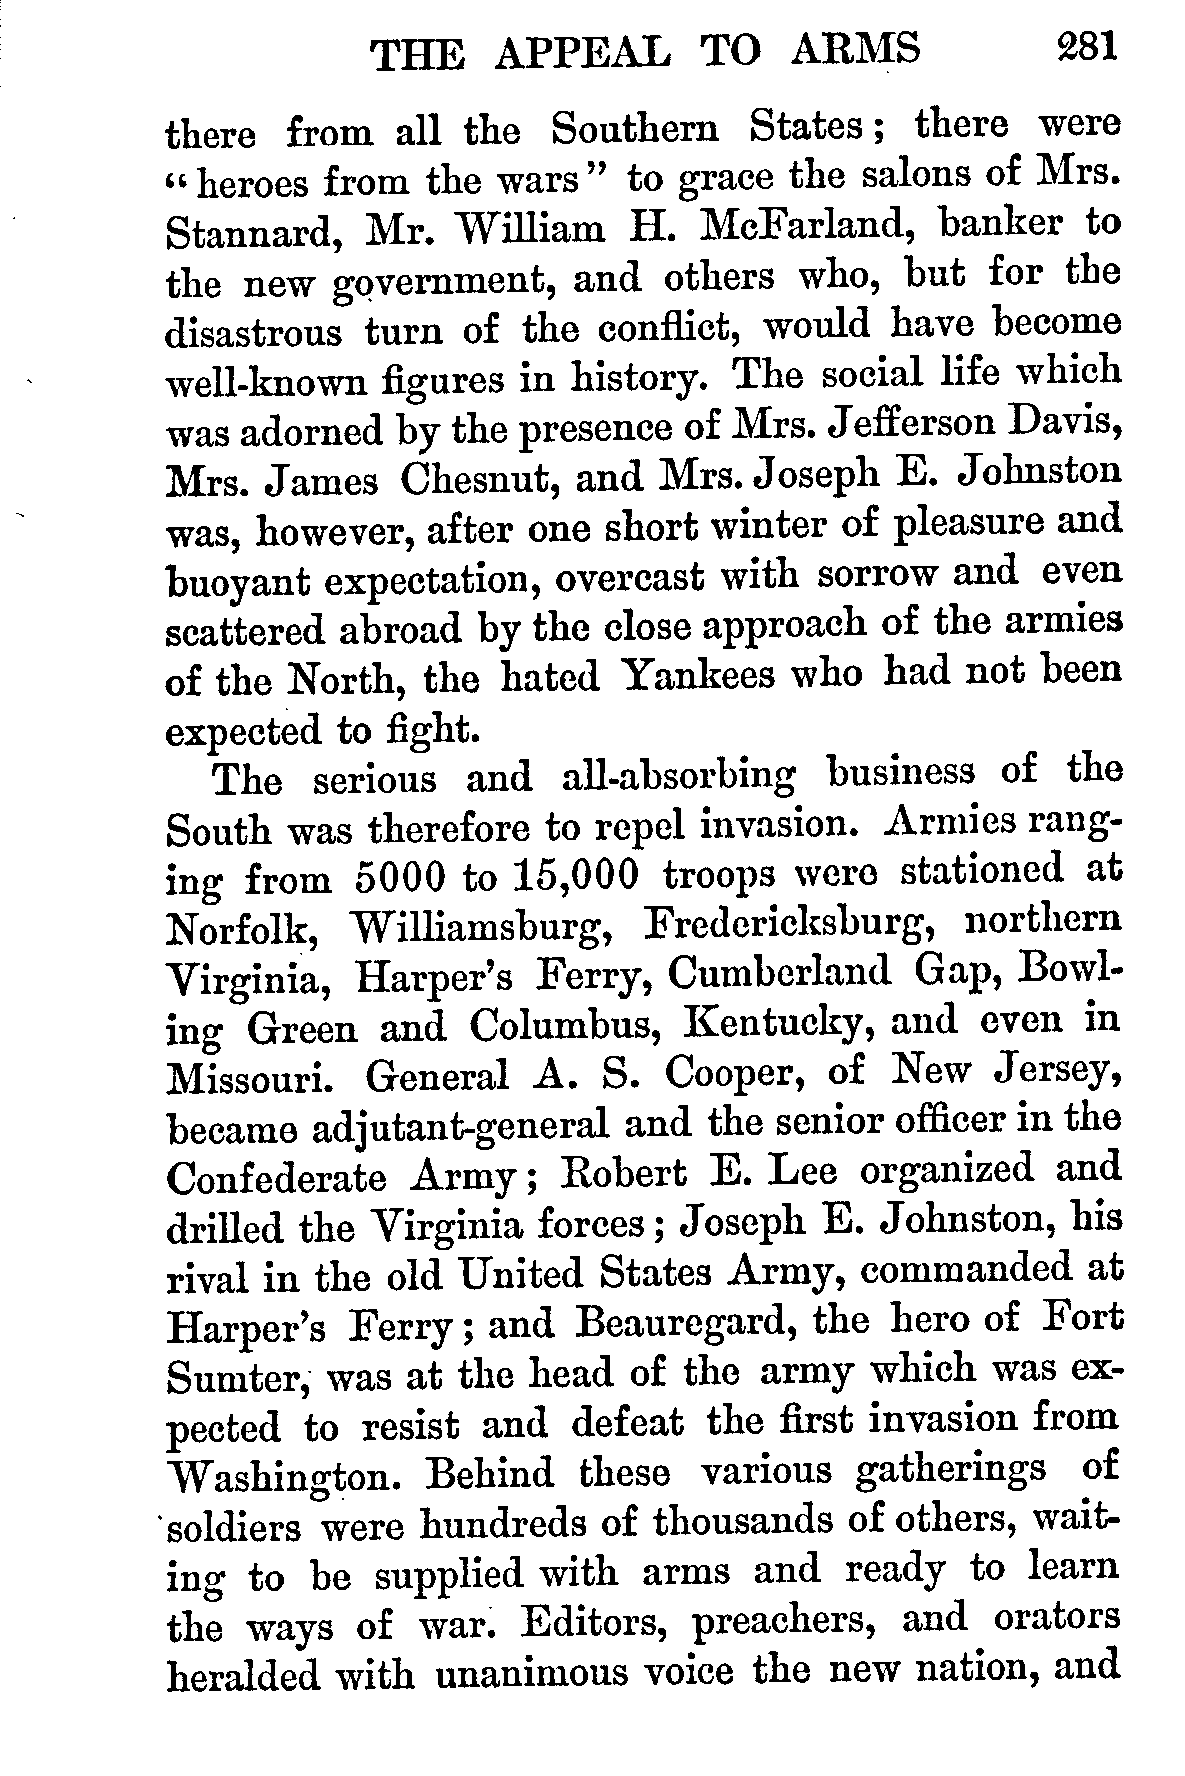 THE APPEAL TO ARMS 281
there from all the Southern States; there were
"heroes from the wars" to grace the salons of Mrs.
Stannard, Mr. William H. McFarland, banker to
the new government, and others who, but for the
disastrous turn of the conflict, would have become
well-known figures in history. The social life which
was adorned by the presence of Mrs. Jefferson Davis,
Mrs. James Chesnut, and Mrs. Joseph E. Johnston
was, however, after one short winter of pleasure and
buoyant expectation, overcast with sorrow and even
scattered abroad by the close approach of the armies
of the North, the hated Yankees who had not been
expected to fight.
The serious and all-absorbing business of the
South was therefore to repel invasion. Armies rang-
ing from 5000 to 15,000 troops were stationed at
Norfolk, Williamsburg, Fredericksburg, northern
Virginia, Harper's Ferry, Cumberland Gap, Bowl-
ing Green and Columbus, Kentucky, and even in
Missouri. General A. S. Cooper, of New Jersey,
became adjutant-general and the senior officer in the
Confederate Army; Robert E. Lee organized and
drilled the Virginia forces; Joseph E. Johnston, his
rival in the old United States Army, commanded at
Harper's Ferry; and Beauregard, the hero of Fort
Sumter, was at the head of the army which was ex-
pected to resist and defeat the first invasion from
Washington. Behind these various gatherings of
soldiers were hundreds of thousands of others, wait-
ing to be supplied with arms and ready to learn
the ways of war. Editors, preachers, and orators
heralded with unanimous voice the new nation, and